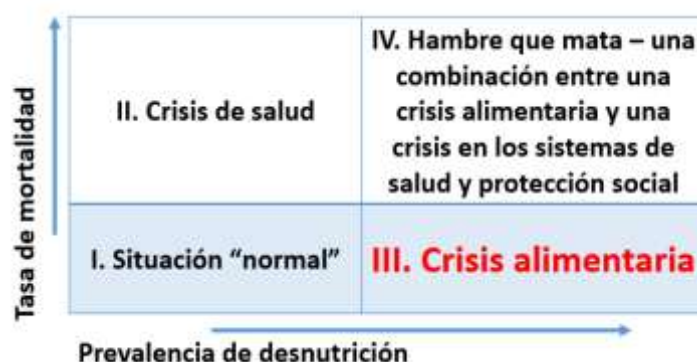 Tasa de mortalidad
II. Crisis de salud
IV. Hambre que mata – una
combinación entre una
crisis alimentaria y una
crisis en los sistemas de
salud y protección social
I. Situación “normal”
III. Crisis alimentaria
Prevalencia de desnutrición